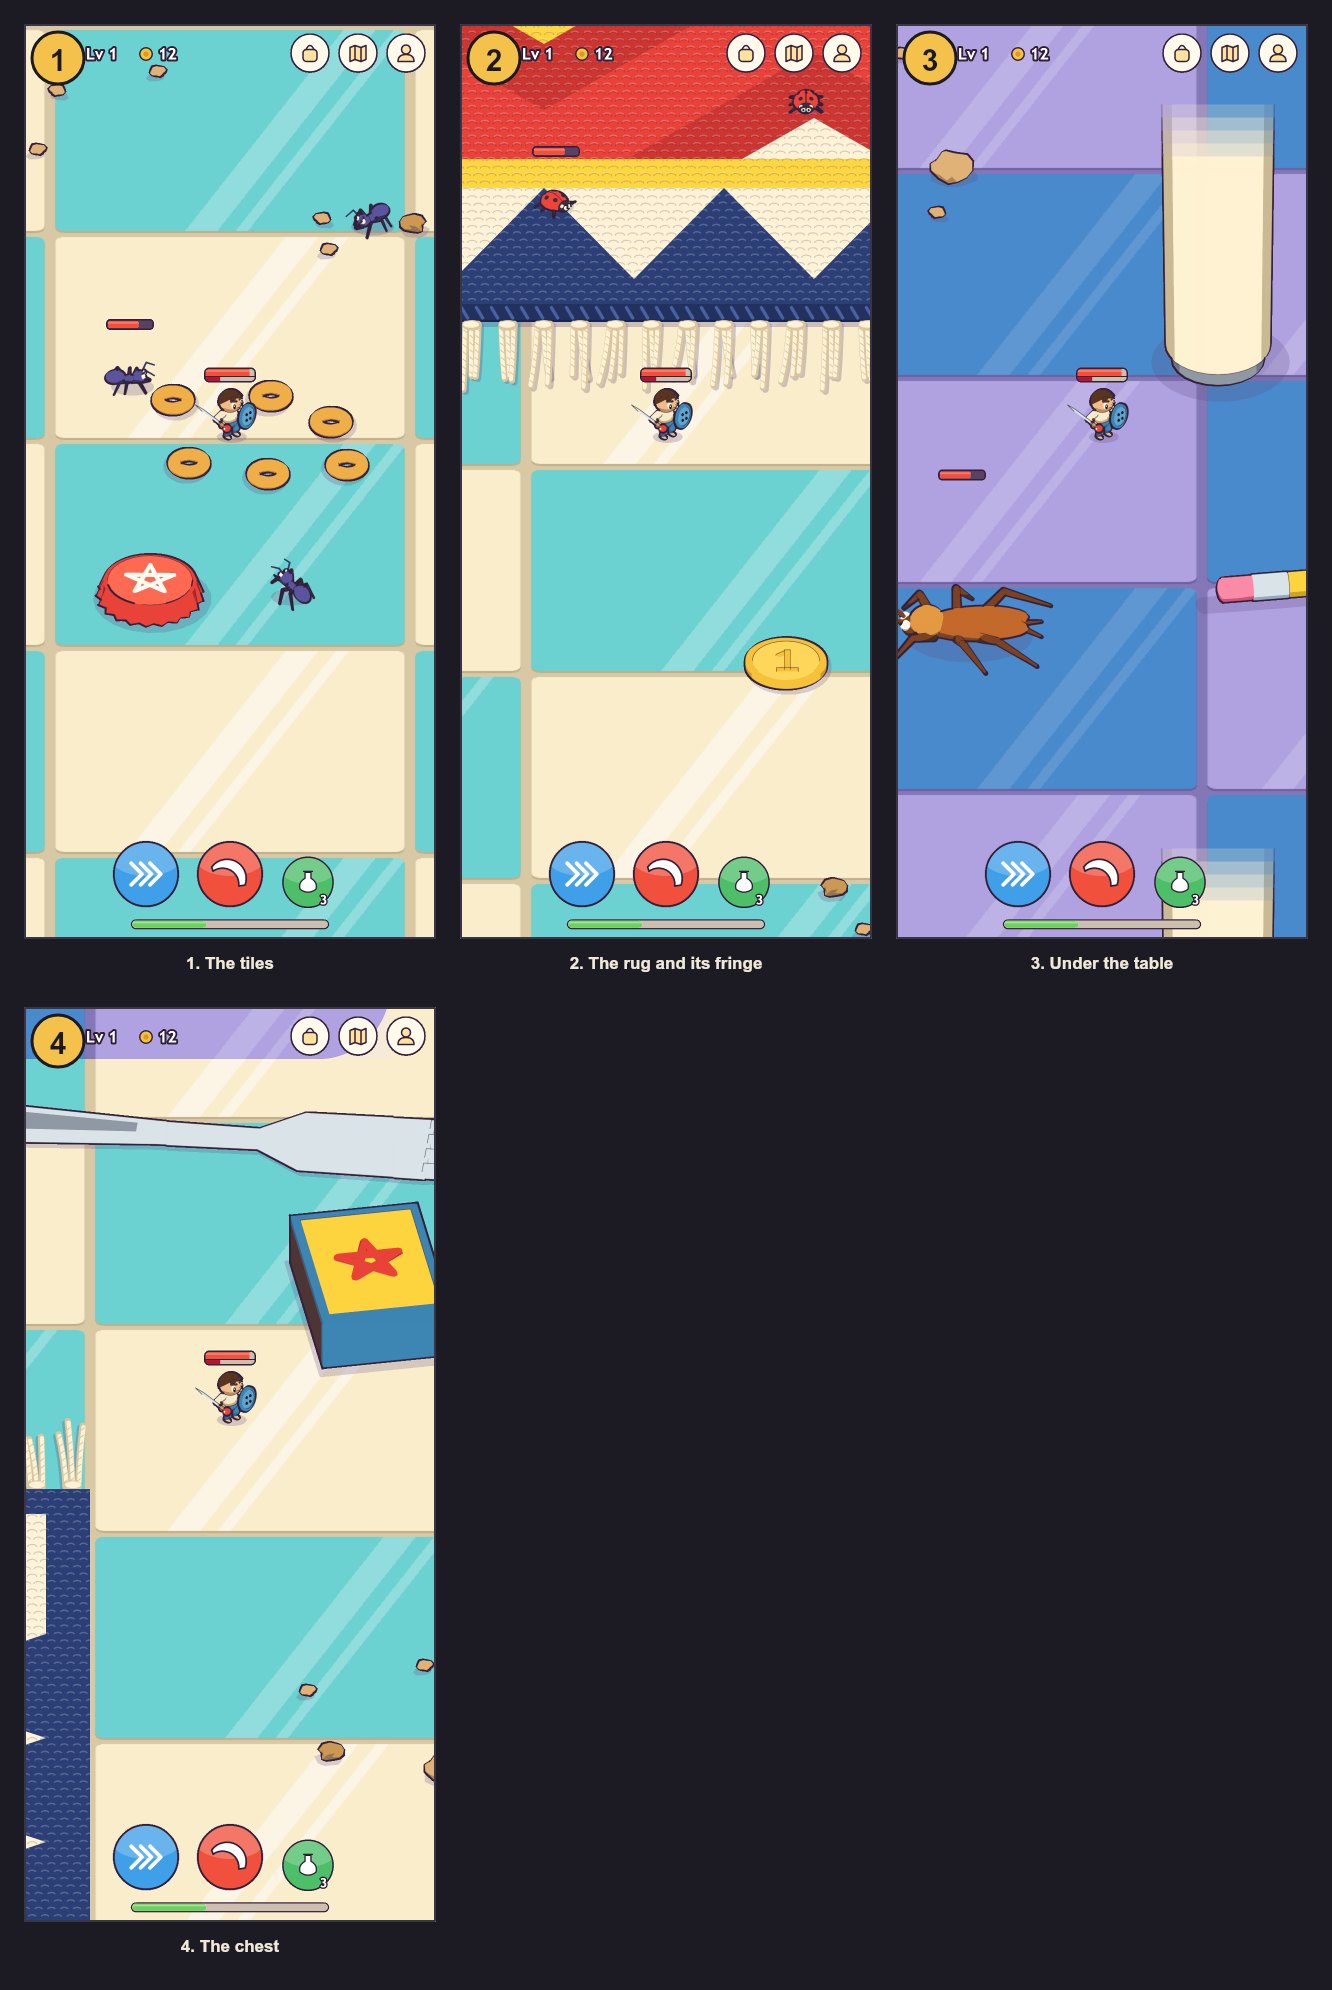 1
Lv 1 12
3
1. The tiles
2
Lv 1 12
1
3
2. The rug and its fringe
3
Lv 1 12
3
3. Under the table
4
Lv 1 12
3
4. The chest